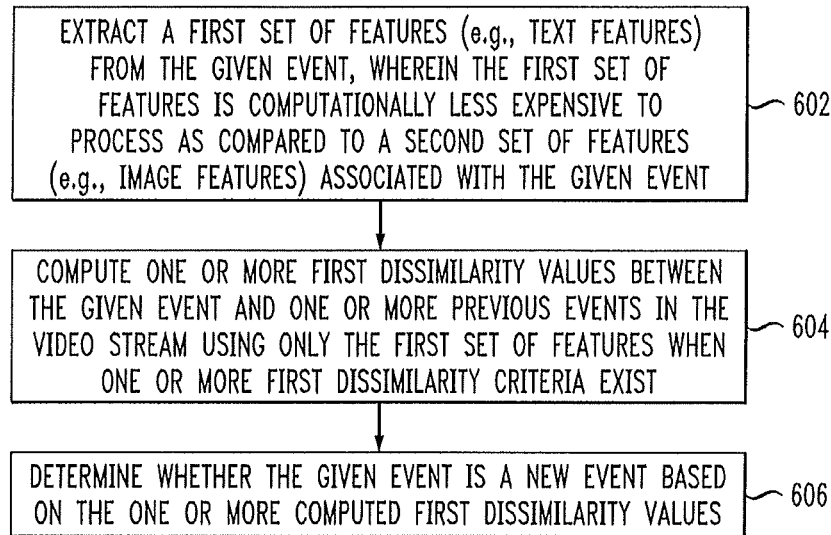 EXTRACT A FIRST SET OF FEATURES (e.g., TEXT FEATURES)
FROM THE GIVEN EVENT, WHEREIN THE FIRST SET OF
FEATURES IS COMPUTATIONALLY LESS EXPENSIVE TO
PROCESS AS COMPARED TO A SECOND SET OF FEATURES
(e.g., IMAGE FEATURES) ASSOCIATED WITH THE GIVEN EVENT
602
COMPUTE ONE OR MORE FIRST DISSIMILARITY VALUES BETWEEN
THE GIVEN EVENT AND ONE OR MORE PREVIOUS EVENTS IN THE
VIDEO STREAM USING ONLY THE FIRST SET OF FEATURES WHEN
ONE OR MORE FIRST DISSIMILARITY CRITERIA EXIST
604
DETERMINE WHETHER THE GIVEN EVENT IS A NEW EVENT BASED
ON THE ONE OR MORE COMPUTED FIRST DISSIMILARITY VALUES
606